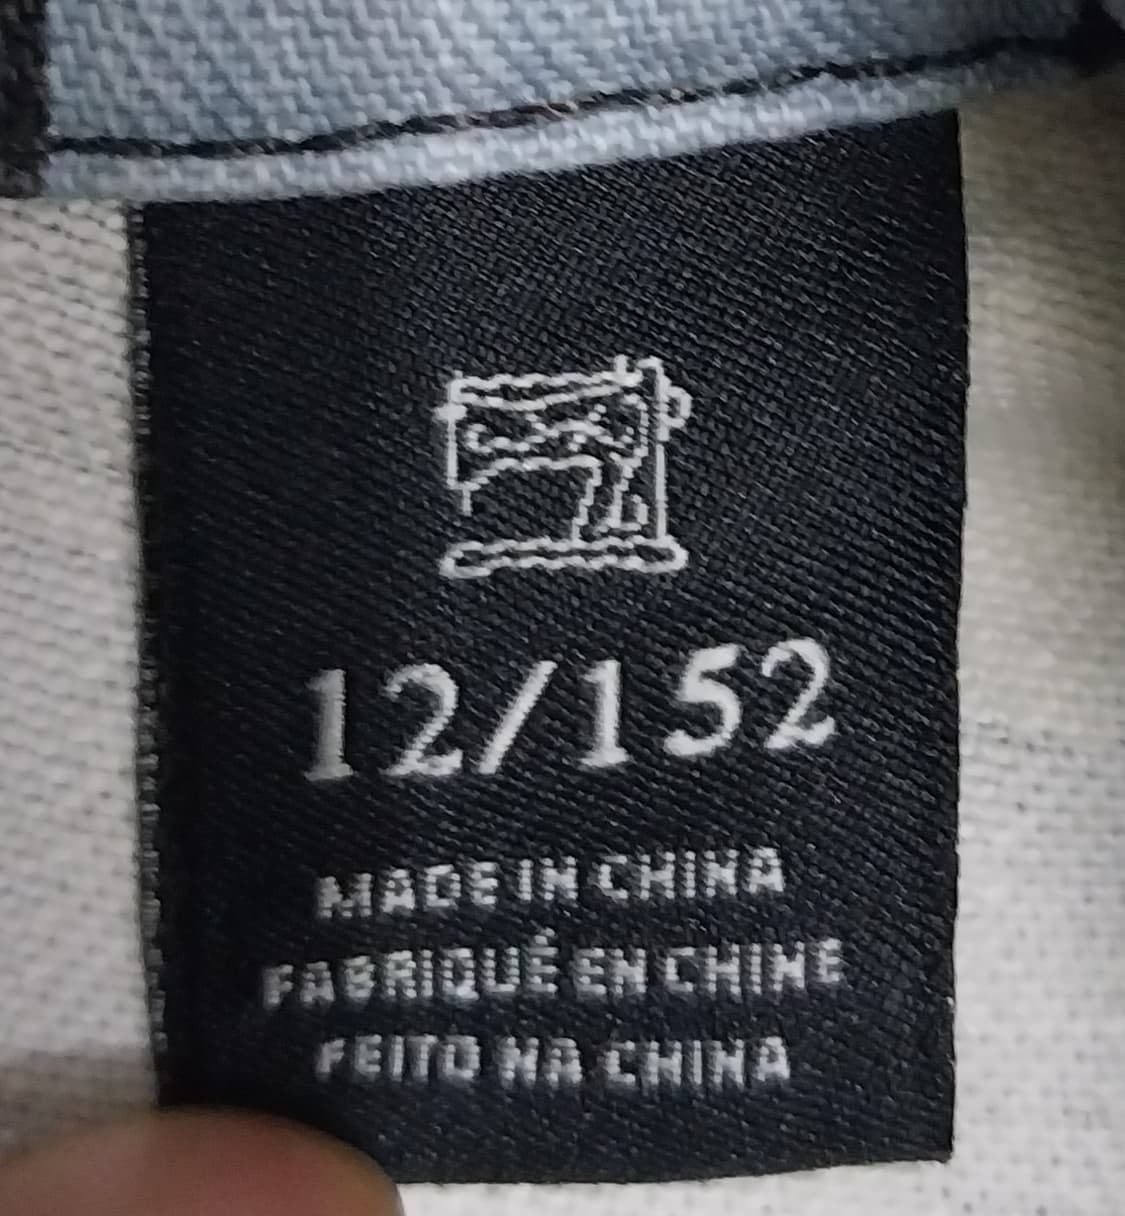 12/152
MADE IN CHINA
FABRIQUÉ EN CHINE
FEITO NA CHINA